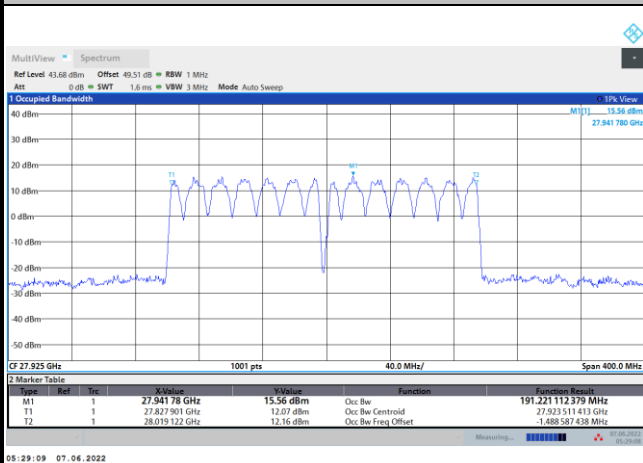 MultiView Spectrum
Ref Level 43.68 dBm Offset 49.51 dB RBW 1 MHz
Att 0 dB SWT 1.6 ms VBW 3 MHz Mode Auto Sweep
1 Occupied Bandwidth 1Pk View
M1[1] 15.56 dBm
27.941 780 GHz
40 dBm
30 dBm
20 dBm
T1 M1 T2
10 dBm
0 dBm
-10 dBm
-20 dBm
-30 dBm
-40 dBm
-50 dBm
CF 27.925 GHz 1001 pts 40.0 MHz/ Span 400.0 MHz
2 Marker Table
Type Ref Trc X-Value Y-Value Function Function Result
M1 1 27.941 78 GHz 15.56 dBm Occ Bw 191.221 112 379 MHz
T1 1 27.827 901 GHz 12.07 dBm Occ Bw Centroid 27.923 511 413 GHz
T2 1 28.019 122 GHz 12.16 dBm Occ Bw Freq Offset -1.488 587 438 MHz
Measuring... 07.06.2022
05:29:08
05:29:09 07.06.2022